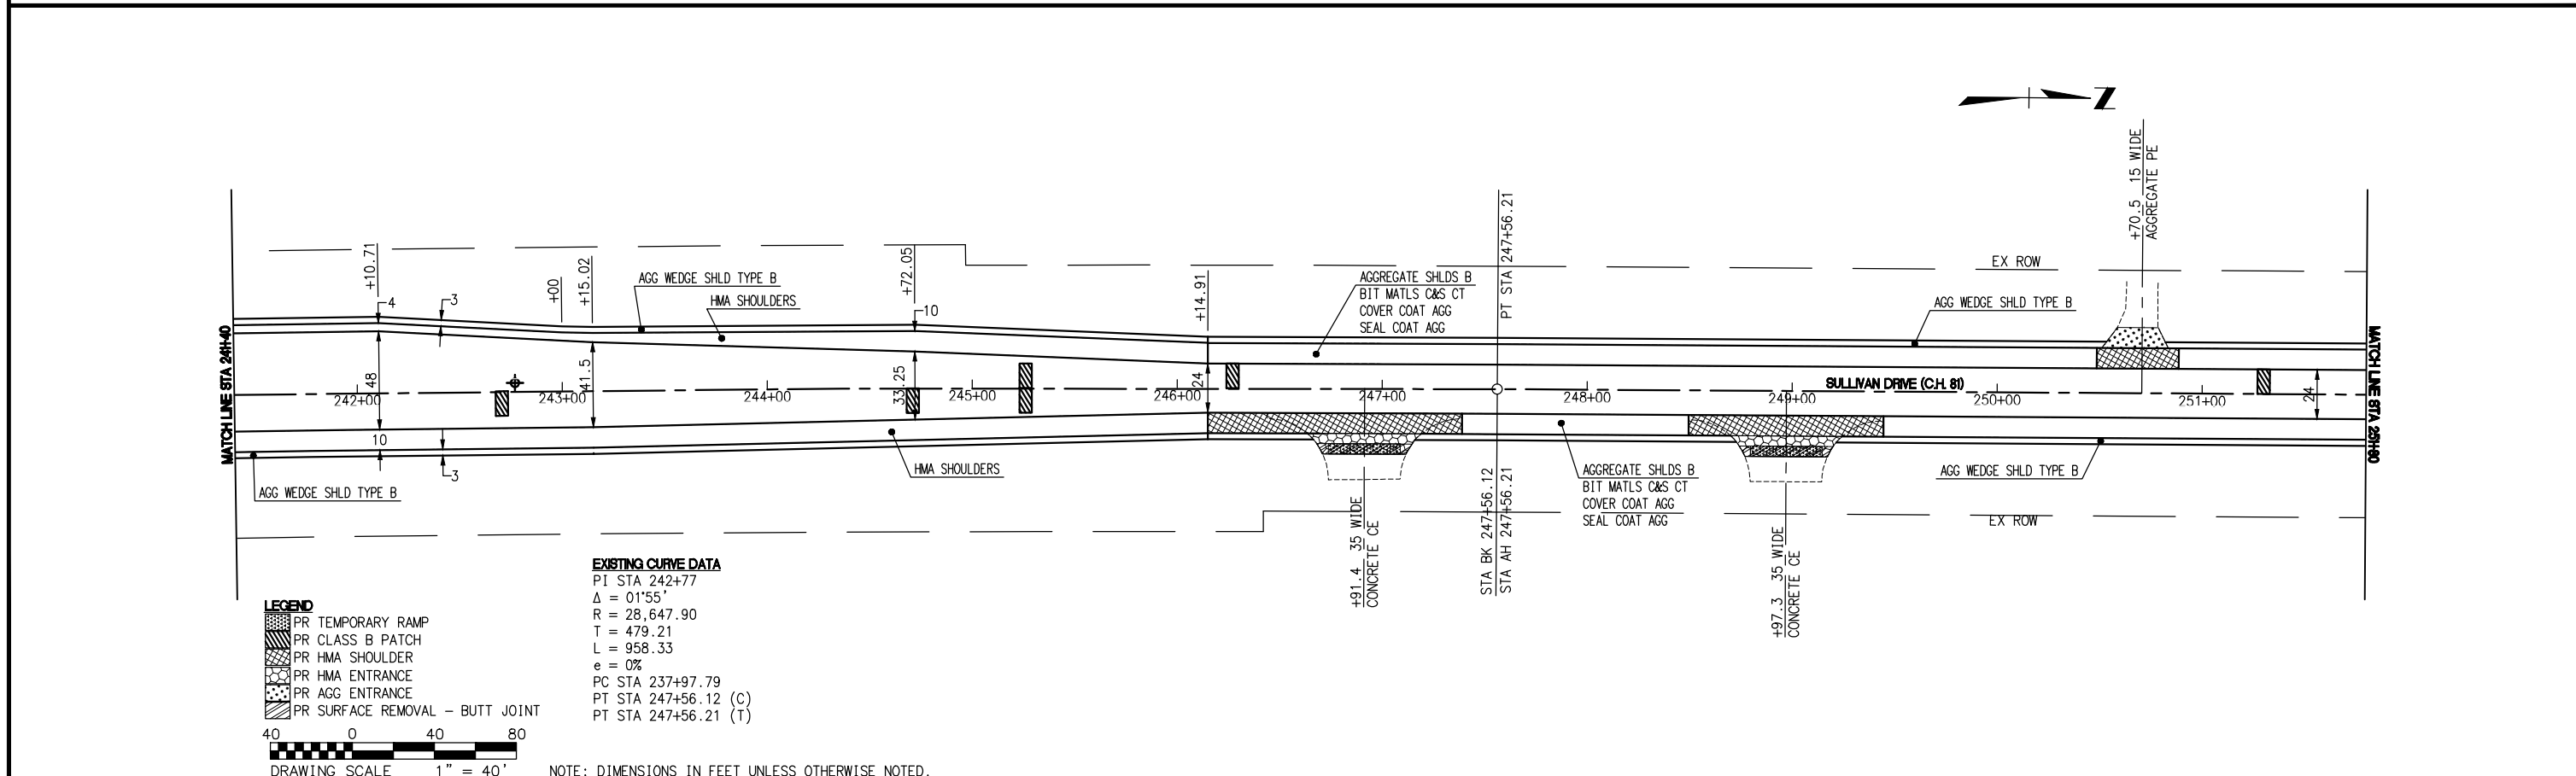 N
+70.5 15 WIDE
AGGREGATE PE
+10.71
+00
+15.02
+72.05
+14.91
PT STA 247+56.21
EX ROW
AGG WEDGE SHLD TYPE B
HMA SHOULDERS
AGGREGATE SHLDS B
BIT MATLS C&S CT
COVER COAT AGG
SEAL COAT AGG
AGG WEDGE SHLD TYPE B
4
3
10
MATCH LINE STA 241+40
48
41.5
33.25
24
SULLIVAN DRIVE (C.H. 81)
24
MATCH LINE STA 251+80
242+00
243+00
244+00
245+00
246+00
247+00
248+00
249+00
250+00
251+00
10
3
AGG WEDGE SHLD TYPE B
HMA SHOULDERS
AGGREGATE SHLDS B
BIT MATLS C&S CT
COVER COAT AGG
SEAL COAT AGG
AGG WEDGE SHLD TYPE B
EX ROW
+91.4 35 WIDE
CONCRETE CE
STA BK 247+56.12
STA AH 247+56.21
+97.3 35 WIDE
CONCRETE CE
EXISTING CURVE DATA
PI STA 242+77
Δ = 01°55'
R = 28,647.90
T = 479.21
L = 958.33
e = 0%
PC STA 237+97.79
PT STA 247+56.12 (C)
PT STA 247+56.21 (T)
LEGEND
PR TEMPORARY RAMP
PR CLASS B PATCH
PR HMA SHOULDER
PR HMA ENTRANCE
PR AGG ENTRANCE
PR SURFACE REMOVAL - BUTT JOINT
40 0 40 80
DRAWING SCALE 1" = 40'
NOTE: DIMENSIONS IN FEET UNLESS OTHERWISE NOTED.